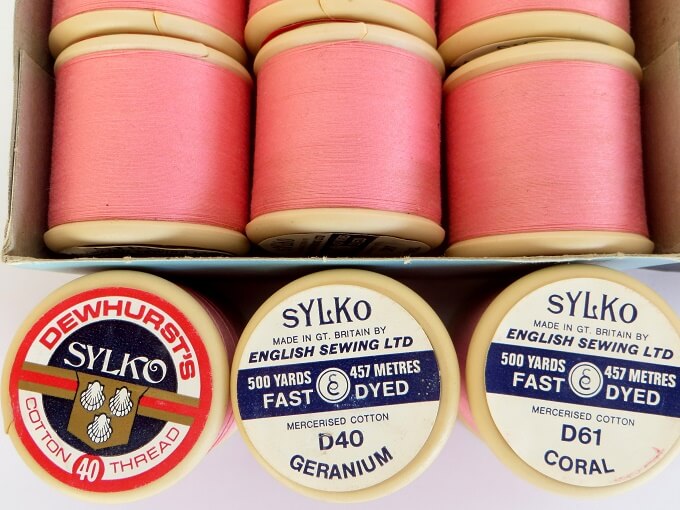 DEWHURST'S
SYLKO
COTTON 40 THREAD
SYLKO
MADE IN GT. BRITAIN BY
ENGLISH SEWING LTD
500 YARDS 457 METRES
FAST DYED
MERCERISED COTTON
D40
GERANIUM
SYLKO
MADE IN GT. BRITAIN BY
ENGLISH SEWING LTD
500 YARDS 457 METRES
FAST DYED
MERCERISED COTTON
D61
CORAL